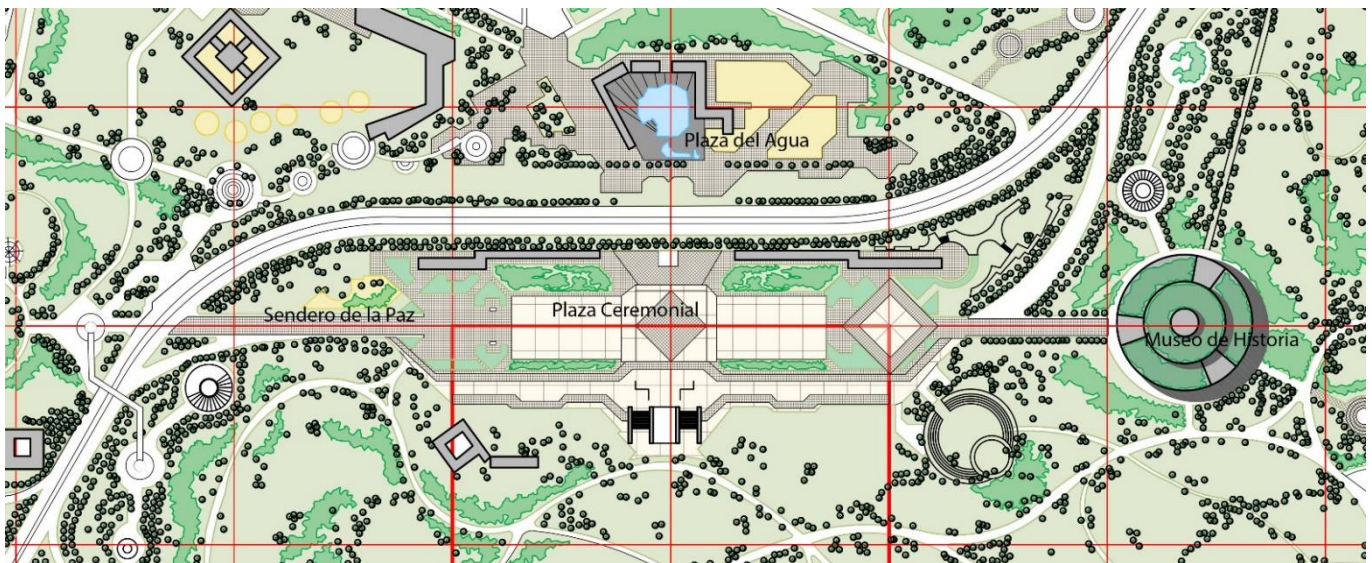 Plaza del Agua
Plaza Ceremonial
Sendero de la Paz
Museo de Historia